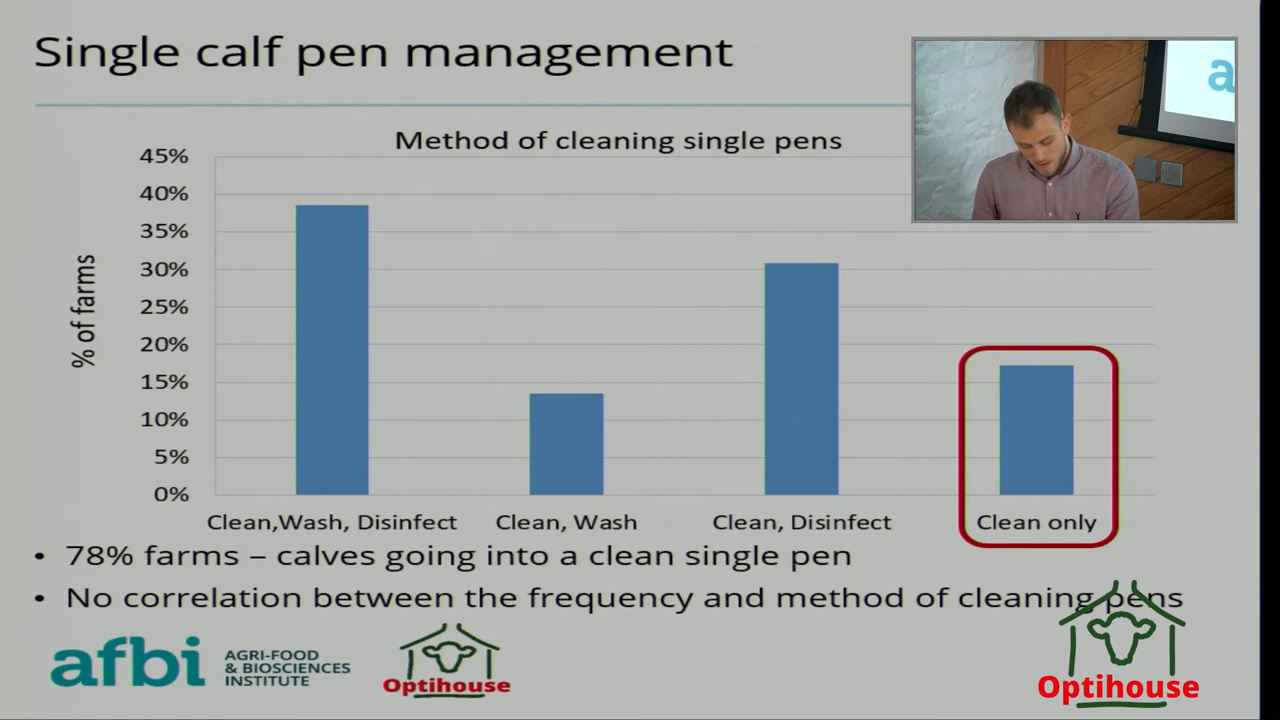 Single calf pen management
a
Method of cleaning single pens
% of farms
45%
40%
35%
30%
25%
20%
15%
10%
5%
0%
Clean,Wash, Disinfect
Clean, Wash
Clean, Disinfect
Clean only
• 78% farms – calves going into a clean single pen
• No correlation between the frequency and method of cleaning pens
afbi
AGRI-FOOD
& BIOSCIENCES
INSTITUTE
Optihouse
Optihouse